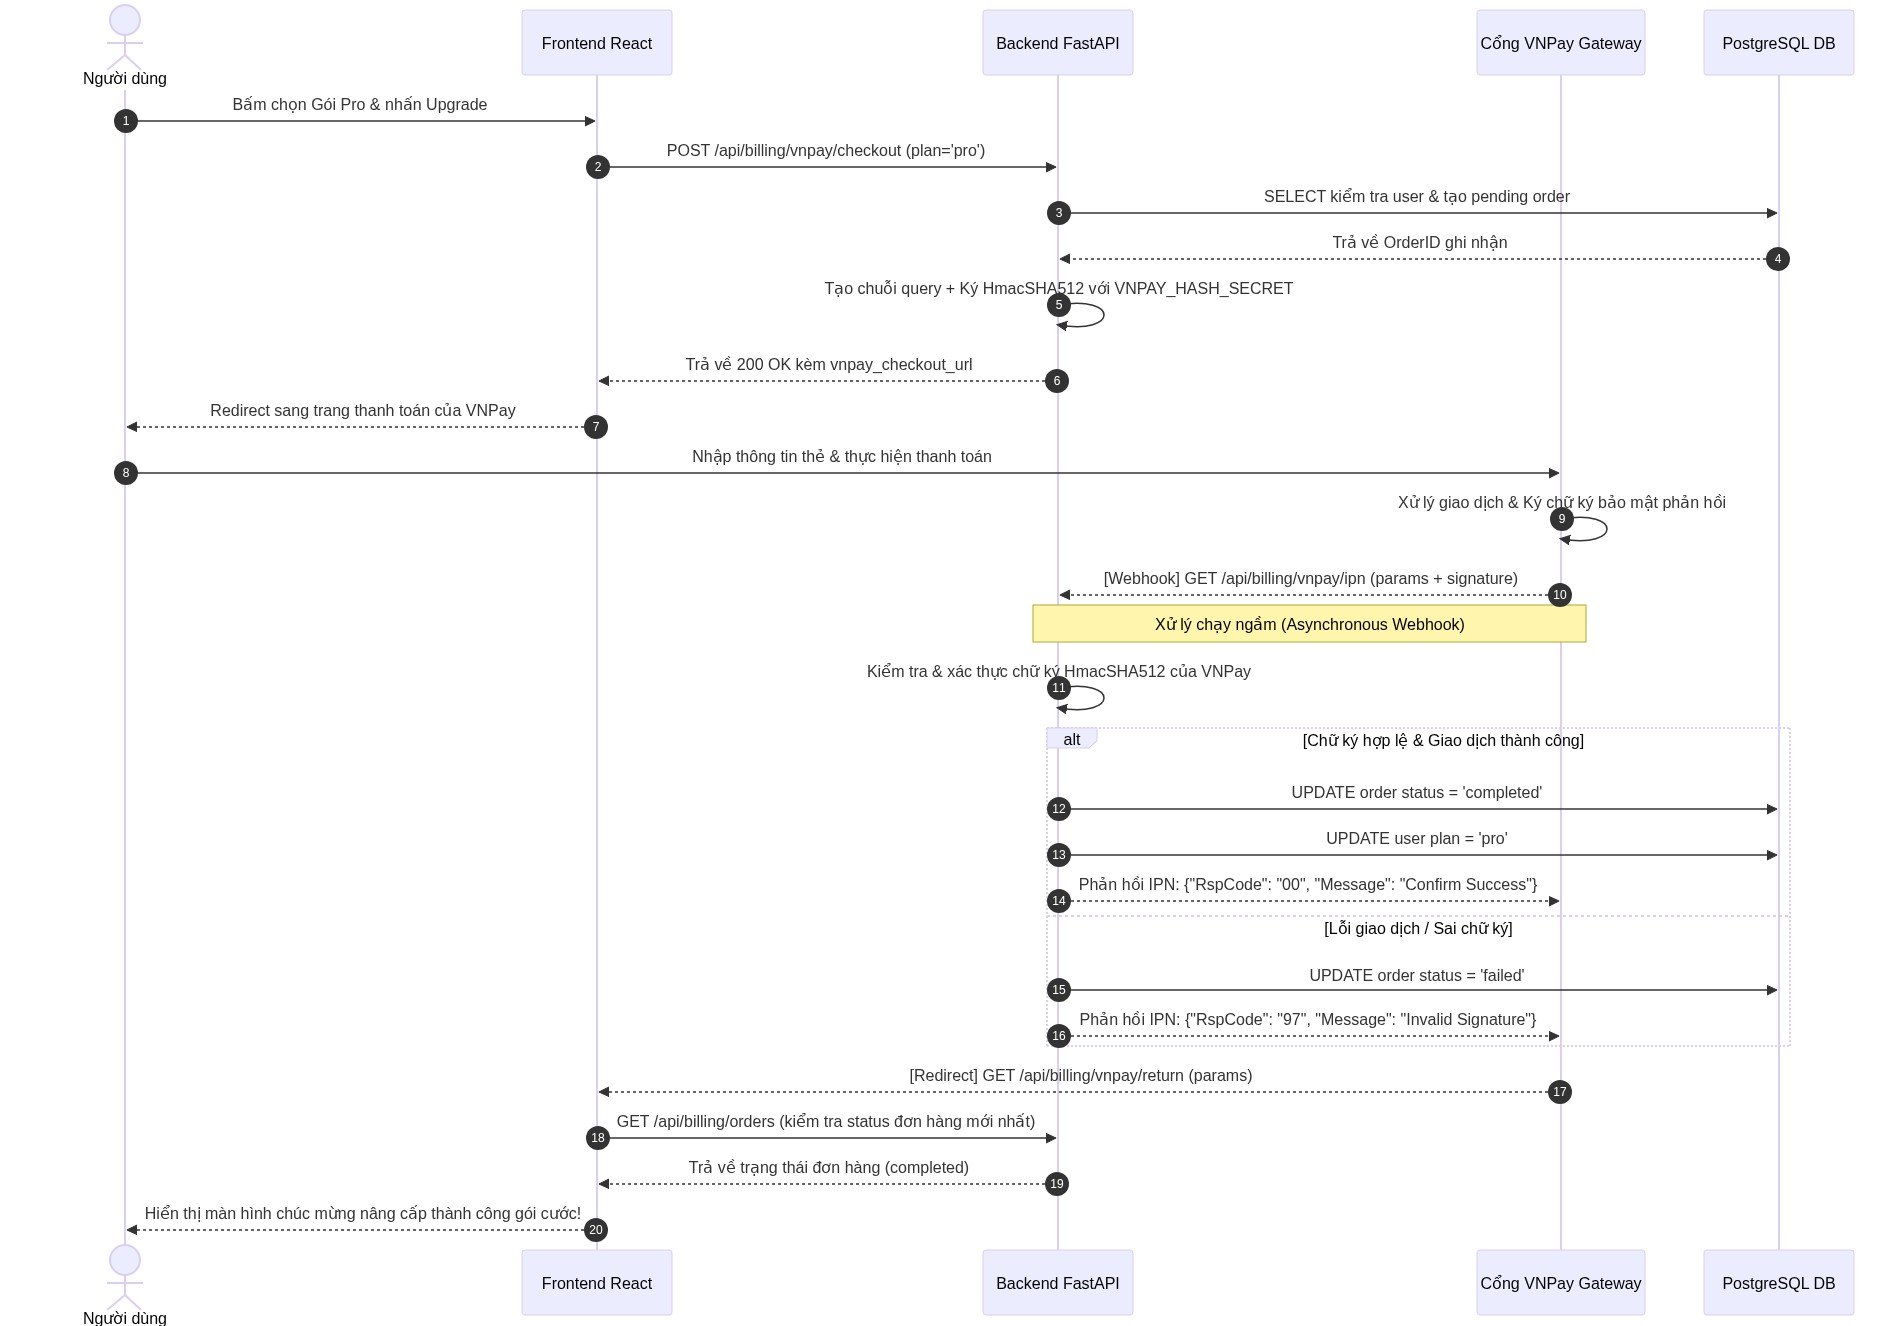 Người dùng
Frontend React
Backend FastAPI
Cổng VNPay Gateway
PostgreSQL DB
Bấm chọn Gói Pro & nhấn Upgrade
1
POST /api/billing/vnpay/checkout (plan='pro')
2
SELECT kiểm tra user & tạo pending order
3
Trả về OrderID ghi nhận
4
Tạo chuỗi query + Ký HmacSHA512 với VNPAY_HASH_SECRET
5
Trả về 200 OK kèm vnpay_checkout_url
6
Redirect sang trang thanh toán của VNPay
7
Nhập thông tin thẻ & thực hiện thanh toán
8
Xử lý giao dịch & Ký chữ ký bảo mật phản hồi
9
[Webhook] GET /api/billing/vnpay/ipn (params + signature)
10
Xử lý chạy ngầm (Asynchronous Webhook)
Kiểm tra & xác thực chữ ký HmacSHA512 của VNPay
11
alt
[Chữ ký hợp lệ & Giao dịch thành công]
UPDATE order status = 'completed'
12
UPDATE user plan = 'pro'
13
Phản hồi IPN: {"RspCode": "00", "Message": "Confirm Success"}
14
[Lỗi giao dịch / Sai chữ ký]
UPDATE order status = 'failed'
15
Phản hồi IPN: {"RspCode": "97", "Message": "Invalid Signature"}
16
[Redirect] GET /api/billing/vnpay/return (params)
17
GET /api/billing/orders (kiểm tra status đơn hàng mới nhất)
18
Trả về trạng thái đơn hàng (completed)
19
Hiển thị màn hình chúc mừng nâng cấp thành công gói cước!
20
Người dùng
Frontend React
Backend FastAPI
Cổng VNPay Gateway
PostgreSQL DB